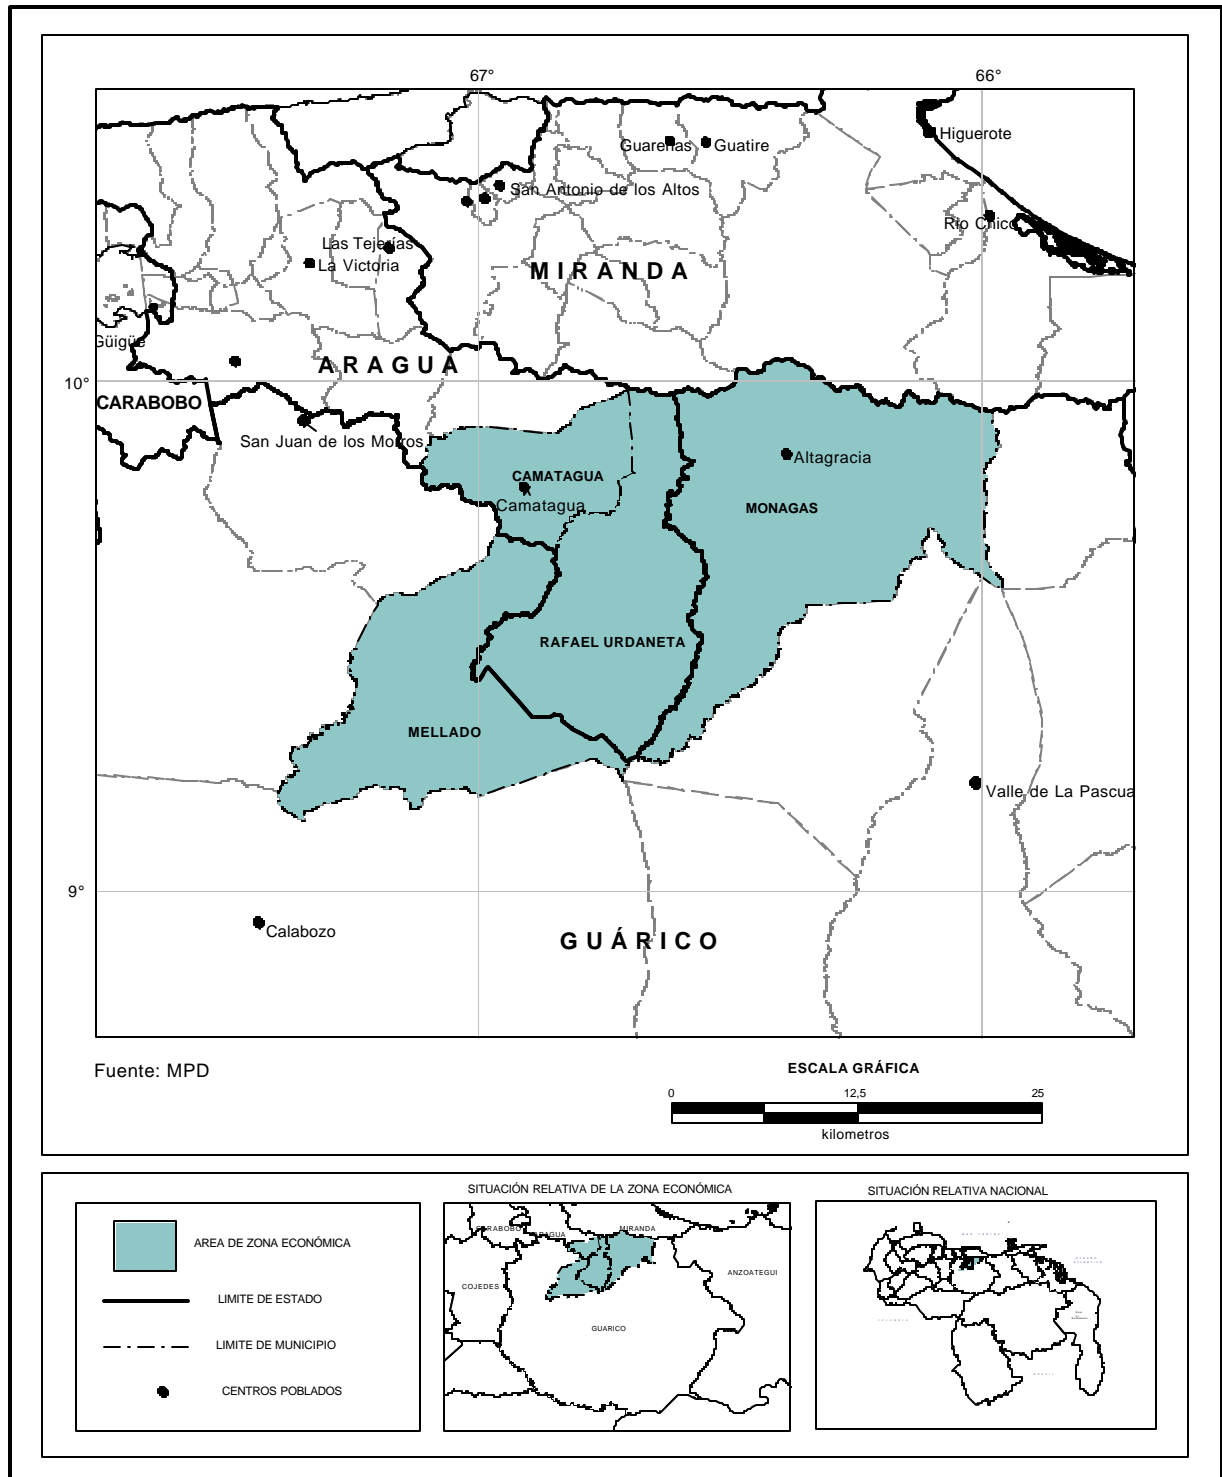 67°
66°
Higuerote
Guarenas
Guatire
San Antonio de los Altos
Rio Chico
Las Tejerías
La Victoria
MIRANDA
Güigüe
ARAGUA
10°
CARABOBO
San Juan de los Morros
Altagracia
CAMATAGUA
Camatagua
MONAGAS
RAFAEL URDANETA
MELLADO
Valle de La Pascua
9°
Calabozo
GUÁRICO
Fuente: MPD
ESCALA GRÁFICA
0 12,5 25
kilometros
SITUACIÓN RELATIVA DE LA ZONA ECONÓMICA
SITUACIÓN RELATIVA NACIONAL
AREA DE ZONA ECONÓMICA
LIMITE DE ESTADO
LIMITE DE MUNICIPIO
CENTROS POBLADOS
CARABOBO
ARAGUA
MIRANDA
COJEDES
ANZOATEGUI
GUARICO